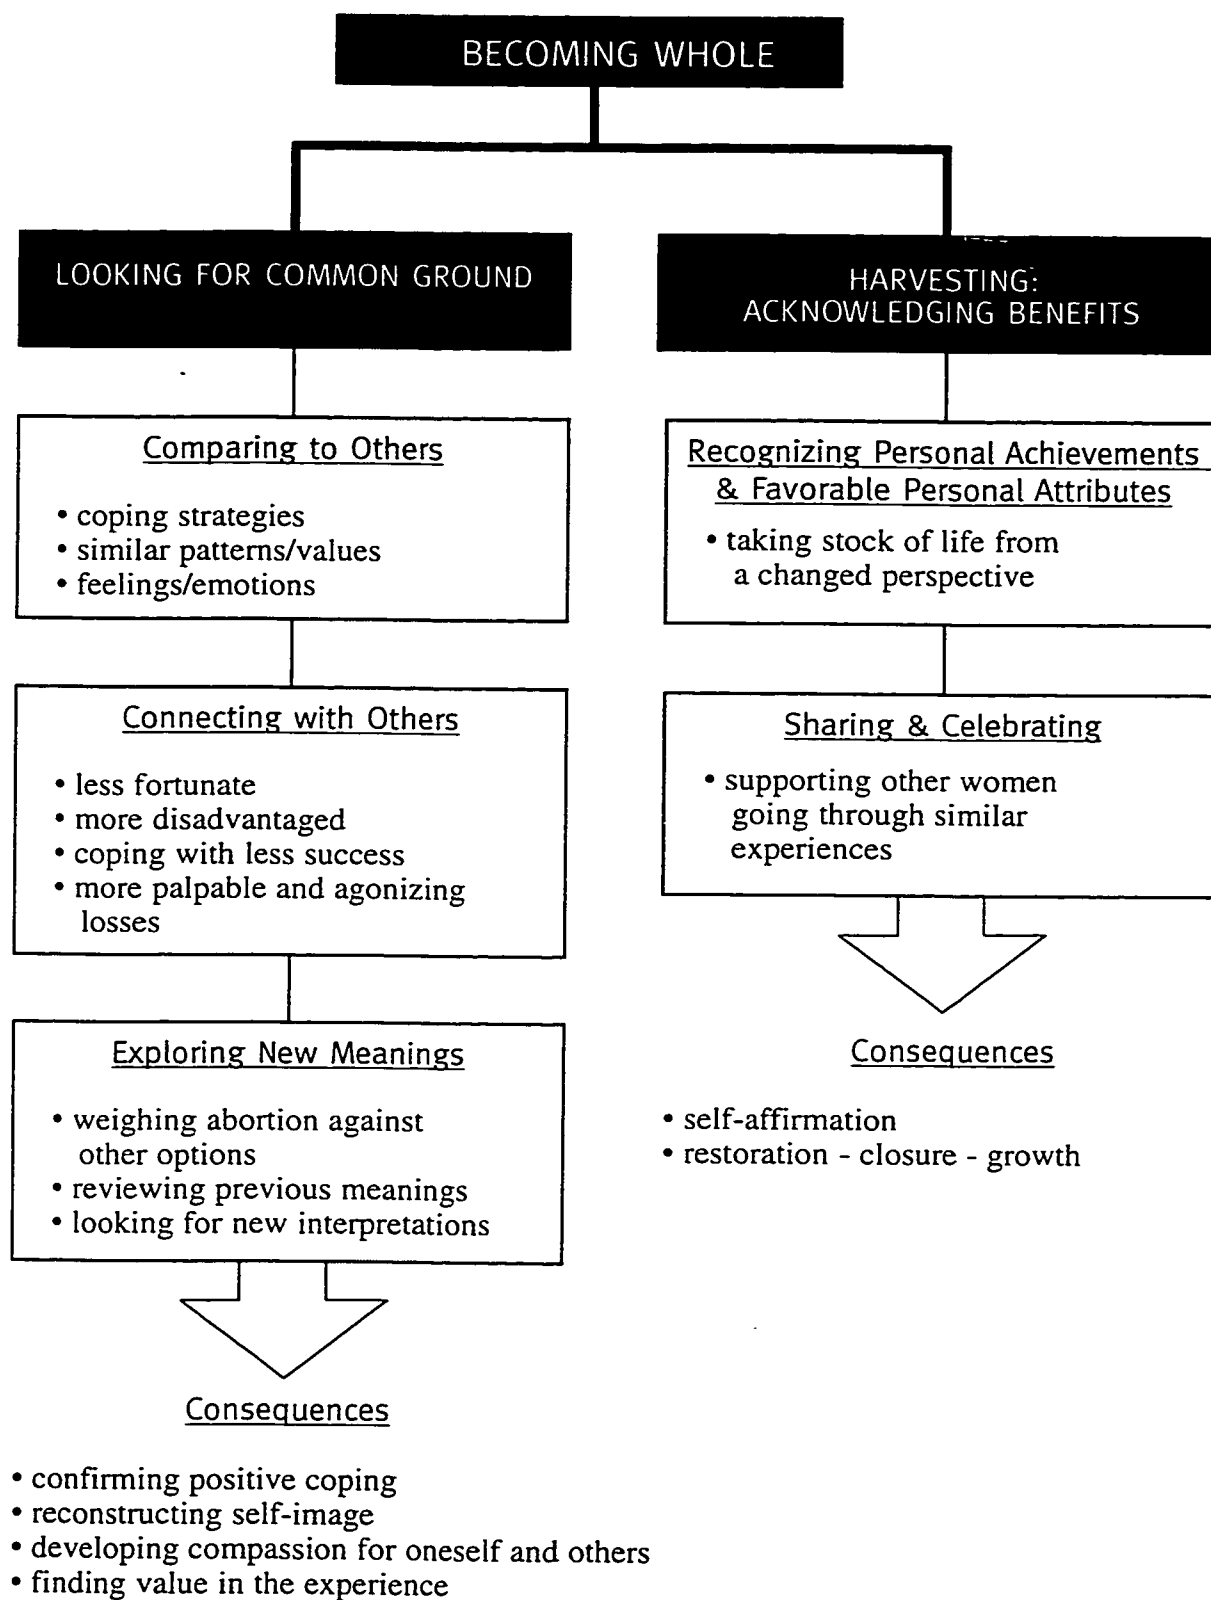 BECOMING WHOLE
LOOKING FOR COMMON GROUND
Comparing to Others
• coping strategies
• similar patterns/values
• feelings/emotions
Connecting with Others
• less fortunate
• more disadvantaged
• coping with less success
• more palpable and agonizing
losses
Exploring New Meanings
• weighing abortion against
other options
• reviewing previous meanings
• looking for new interpretations
Consequences
• confirming positive coping
• reconstructing self-image
• developing compassion for oneself and others
• finding value in the experience
HARVESTING:
ACKNOWLEDGING BENEFITS
Recognizing Personal Achievements
& Favorable Personal Attributes
• taking stock of life from
a changed perspective
Sharing & Celebrating
• supporting other women
going through similar
experiences
Consequences
• self-affirmation
• restoration - closure - growth